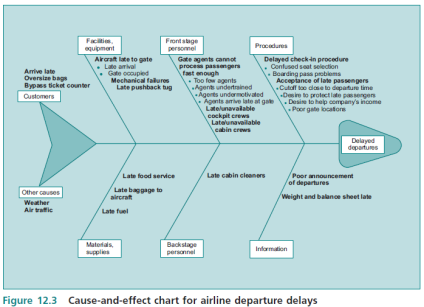 Facilities,
equipment
Front stage
personnel
Procedures
Aircraft late to gate
Late arrival
Gate occupied
Mechanical failures
Late pushback tug
Gate agents cannot
process passengers
fast enough
Too few agents
Agents undertrained
Agents undermotivated
Agents arrive late at gate
Late/unavailable
cockpit crews
Late/unavailable
cabin crews
Delayed check-in procedure
Confused seat selection
Boarding pass problems
Acceptance of late passengers
Cutoff too close to departure time
Desire to protect late passengers
Desire to help company's income
Poor gate locations
Arrive late
Oversize bags
Bypass ticket counter
Customers
Delayed
departures
Other causes
Weather
Air traffic
Late food service
Late baggage to
aircraft
Late fuel
Late cabin cleaners
Poor announcement
of departures
Weight and balance sheet late
Materials,
supplies
Backstage
personnel
Information
Figure 12.3 Cause-and-effect chart for airline departure delays